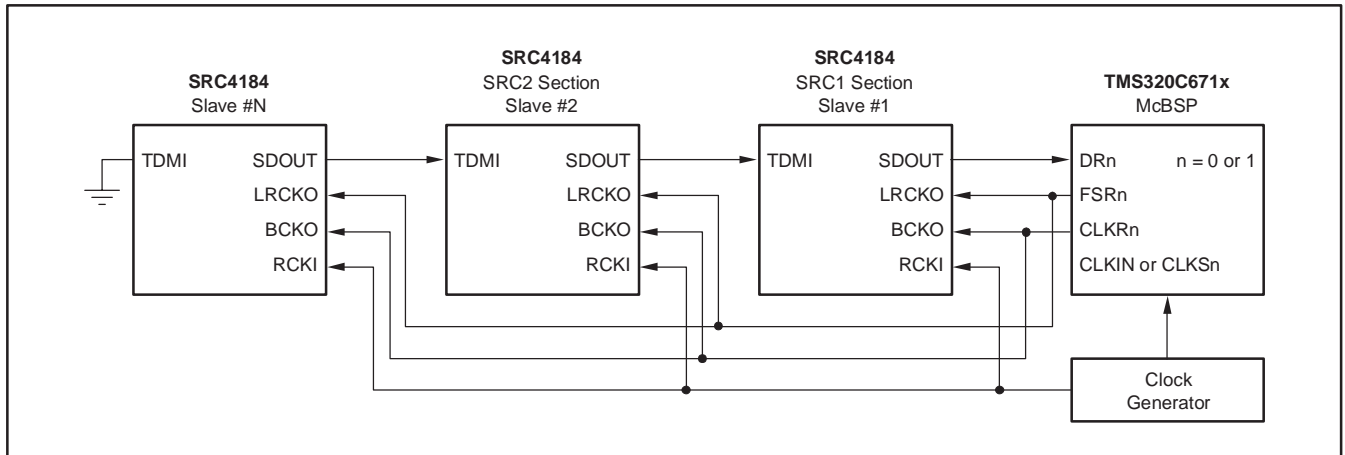 SRC4184
Slave #N
SRC4184
SRC2 Section
Slave #2
SRC4184
SRC1 Section
Slave #1
TMS320C671x
McBSP
TDMI SDOUT
LRCKO
BCKO
RCKI
TDMI SDOUT
LRCKO
BCKO
RCKI
TDMI SDOUT
LRCKO
BCKO
RCKI
DRn n = 0 or 1
FSRn
CLKRn
CLKIN or CLKSn
Clock
Generator